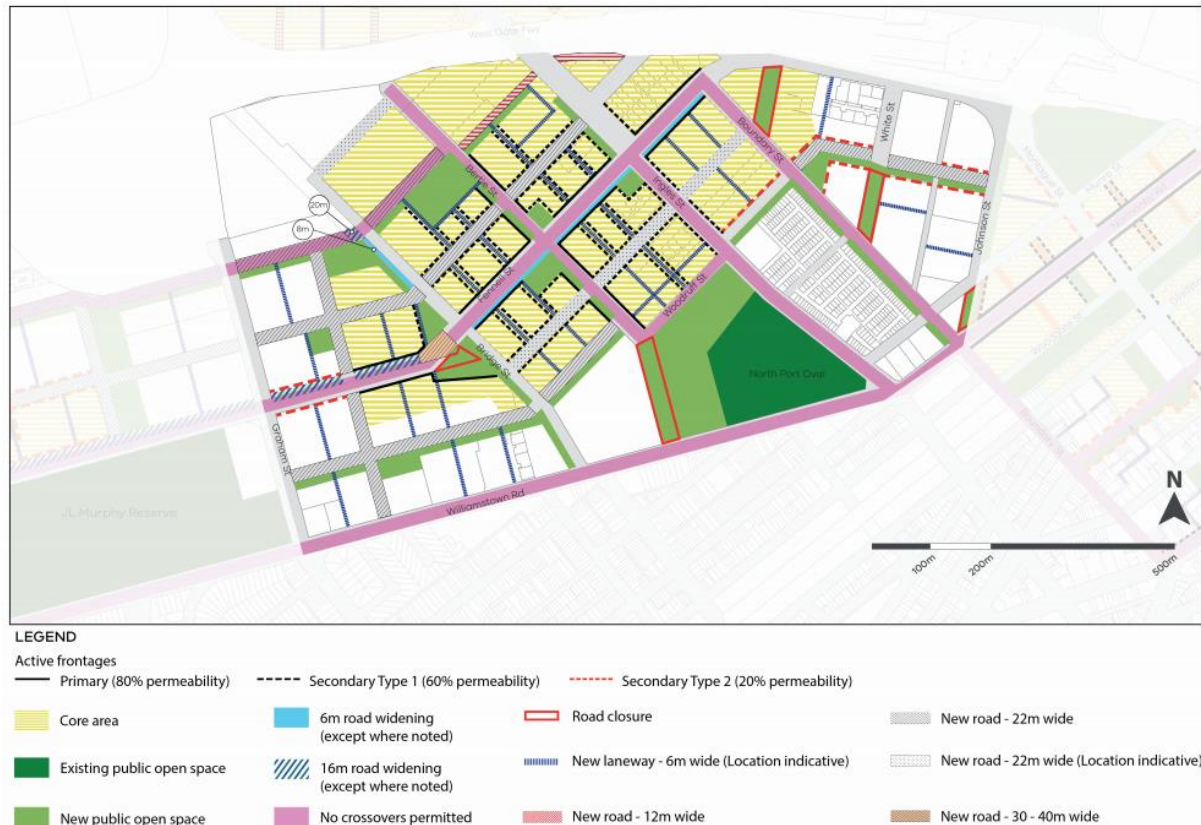 West Gate Fwy
White St
Boundary St
Bertie St
Ingles St
Johnson St
20m
8m
Fennell St
Woodruff St
Bridge St
North Port Oval
Graham St
Williamstown Rd
JL Murphy Reserve
N
100m
200m
500m
LEGEND
Active frontages
Primary (80% permeability) Secondary Type 1 (60% permeability) Secondary Type 2 (20% permeability)
Core area
6m road widening
(except where noted)
Road closure
New road - 22m wide
Existing public open space
16m road widening
(except where noted)
New laneway - 6m wide (Location indicative)
New road - 22m wide (Location indicative)
New public open space
No crossovers permitted
New road - 12m wide
New road - 30 - 40m wide